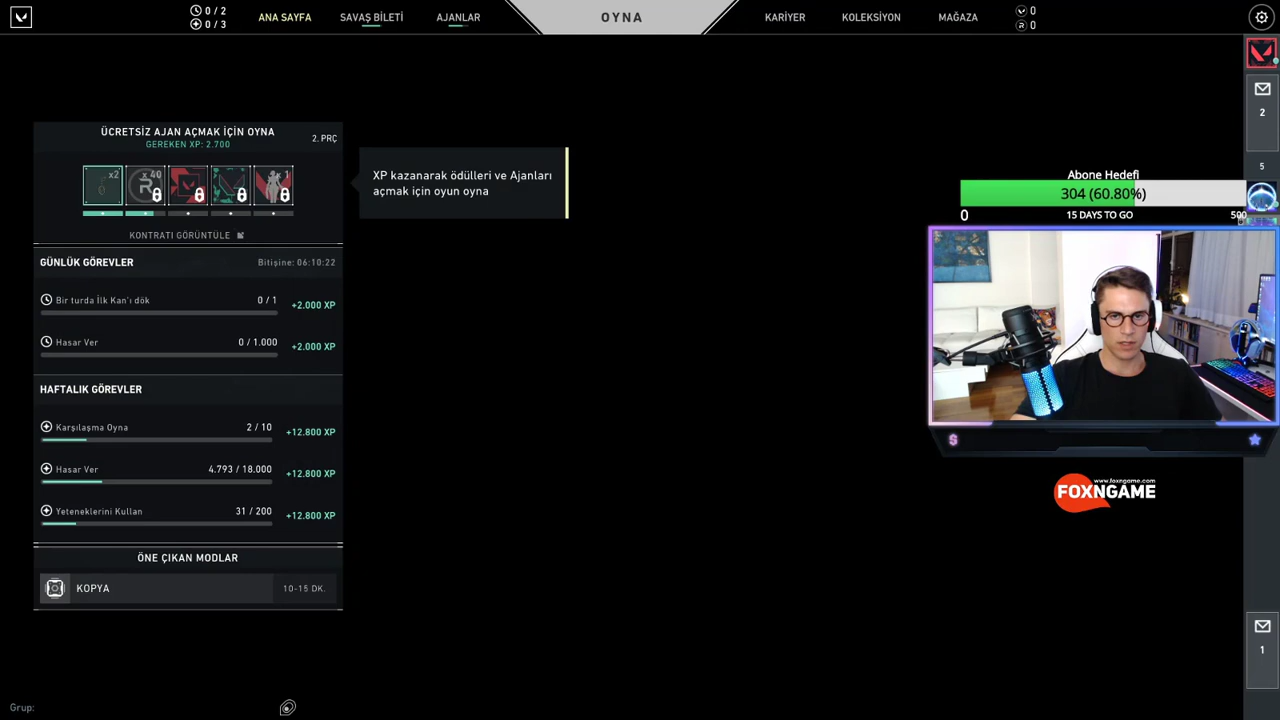 0 / 2
0 / 3
ANA SAYFA
SAVAŞ BİLETİ
AJANLAR
OYNA
KARİYER
KOLEKSİYON
MAĞAZA
0
0
ÜCRETSİZ AJAN AÇMAK İÇİN OYNA
GEREKEN XP: 2.700
2. PRÇ
x2
x 40
x 1
KONTRATI GÖRÜNTÜLE
XP kazanarak ödülleri ve Ajanları
açmak için oyun oyna
GÜNLÜK GÖREVLER
Bitişine: 06:10:22
Bir turda İlk Kan'ı dök
0 / 1
+2.000 XP
Hasar Ver
0 / 1.000
+2.000 XP
HAFTALIK GÖREVLER
Karşılaşma Oyna
2 / 10
+12.800 XP
Hasar Ver
4.793 / 18.000
+12.800 XP
Yeteneklerini Kullan
31 / 200
+12.800 XP
ÖNE ÇIKAN MODLAR
KOPYA
10-15 DK.
Grup:
2
5
Abone Hedefi
304 (60.80%)
0
15 DAYS TO GO
500
www.foxngame.com
FOXNGAME
1